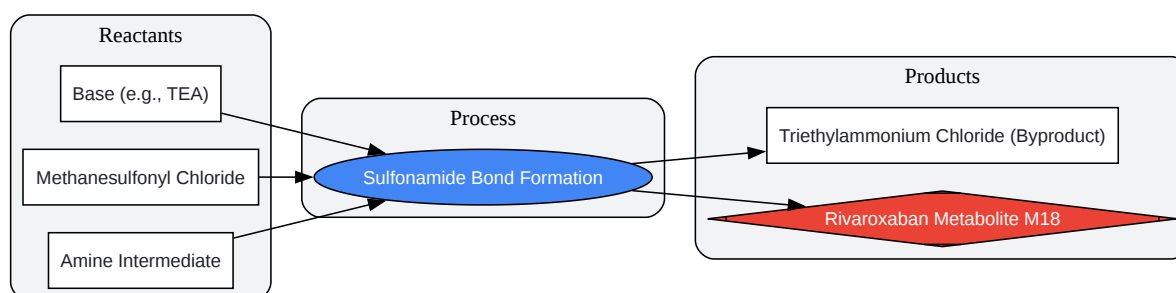 Reactants
Base (e.g., TEA)
Methanesulfonyl Chloride
Amine Intermediate
Process
Sulfonamide Bond Formation
Products
Triethylammonium Chloride (Byproduct)
Rivaroxaban Metabolite M18